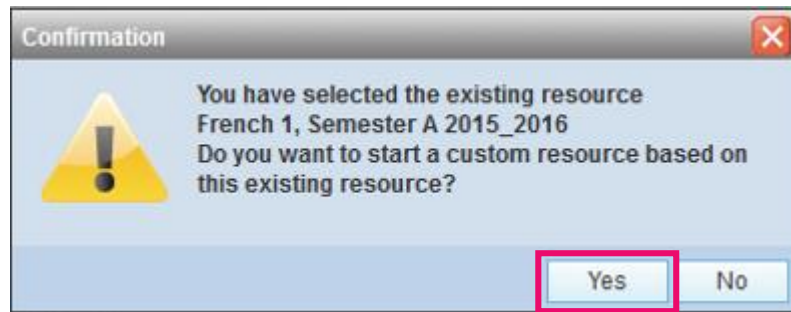 Confirmation
You have selected the existing resource
French 1, Semester A 2015_2016
Do you want to start a custom resource based on
this existing resource?
Yes No